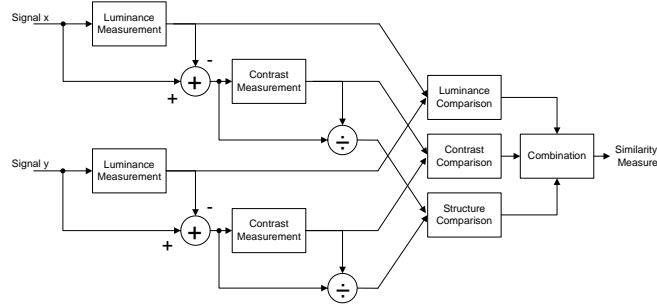 Signal x
Luminance
Measurement
-
+
+
Contrast
Measurement
÷
Luminance
Comparison
Signal y
Luminance
Measurement
-
+
+
Contrast
Measurement
÷
Contrast
Comparison
Structure
Comparison
Combination
Similarity
Measure